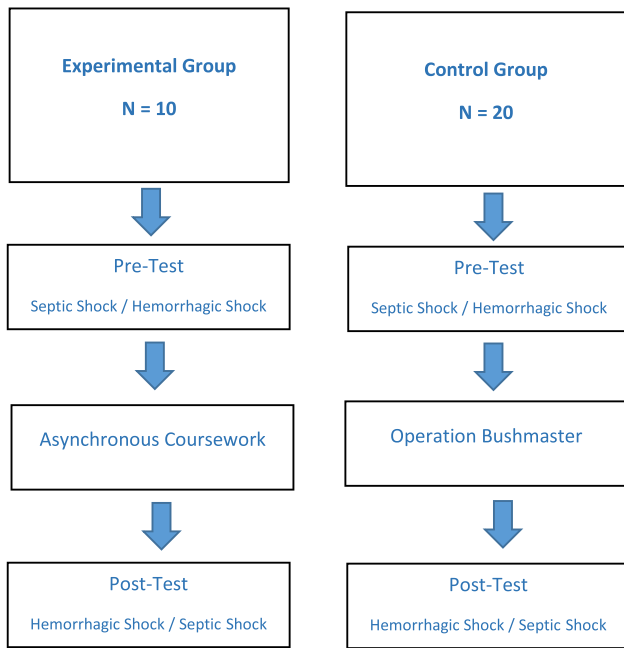 Experimental Group
N = 10
Pre-Test
Septic Shock / Hemorrhagic Shock
Asynchronous Coursework
Post-Test
Hemorrhagic Shock / Septic Shock
Control Group
N = 20
Pre-Test
Septic Shock / Hemorrhagic Shock
Operation Bushmaster
Post-Test
Hemorrhagic Shock / Septic Shock